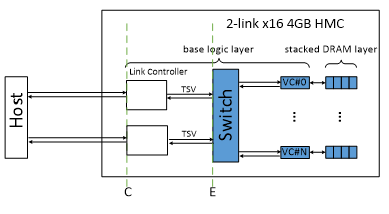 2-link x16 4GB HMC
base logic layer
stacked DRAM layer
Link Controller
Host
TSV
Switch
VC#0
...
...
TSV
VC#N
C
E